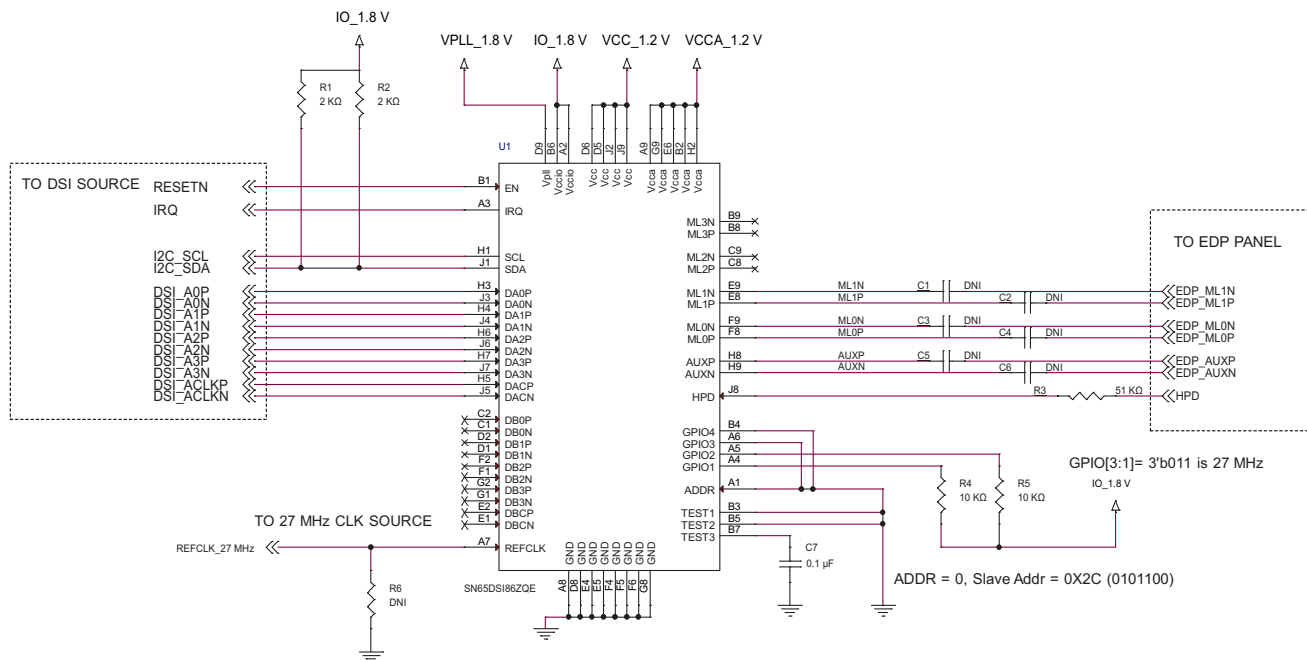 IO_1.8 V
VPLL_1.8 V
IO_1.8 V
VCC_1.2 V
VCCA_1.2 V
R1
2 KΩ
R2
2 KΩ
U1
D9
B6
A2
D6
D5
J2
J9
A9
G9
E6
B2
H2
Vpll
Vccio
Vccio
Vcc
Vcc
Vcc
Vcc
Vcca
Vcca
Vcca
Vcca
Vcca
TO DSI SOURCE
RESETN
IRQ
I2C_SCL
I2C_SDA
DSI_A0P
DSI_A0N
DSI_A1P
DSI_A1N
DSI_A2P
DSI_A2N
DSI_A3P
DSI_A3N
DSI_ACLKP
DSI_ACLKN
B1 EN
A3 IRQ
H1 SCL
J1 SDA
H3 DA0P
J3 DA0N
H4 DA1P
J4 DA1N
H6 DA2P
J6 DA2N
H7 DA3P
J7 DA3N
H5 DACP
J5 DACN
C2 DB0P
C1 DB0N
D2 DB1P
D1 DB1N
F2 DB2P
F1 DB2N
G2 DB3P
G1 DB3N
E2 DBCP
E1 DBCN
A7 REFCLK
TO 27 MHz CLK SOURCE
REFCLK_27 MHz
R6
DNI
SN65DSI86ZQE
GND
GND
GND
GND
GND
GND
GND
GND
A8
D8
E4
E5
F4
F5
F6
G8
ML3N B9
ML3P B8
ML2N C9
ML2P C8
ML1N E9
ML1P E8
ML0N F9
ML0P F8
AUXP H8
AUXN H9
HPD J8
GPIO4 B4
GPIO3 A6
GPIO2 A5
GPIO1 A4
ADDR A1
TEST1 B3
TEST2 B5
TEST3 B7
ML1N C1 DNI
ML1P C2 DNI
ML0N C3 DNI
ML0P C4 DNI
AUXP C5 DNI
AUXN C6 DNI
R3 51 KΩ
TO EDP PANEL
EDP_ML1N
EDP_ML1P
EDP_ML0N
EDP_ML0P
EDP_AUXP
EDP_AUXN
HPD
GPIO[3:1]= 3'b011 is 27 MHz
IO_1.8 V
R4
10 KΩ
R5
10 KΩ
C7
0.1 µF
ADDR = 0, Slave Addr = 0X2C (0101100)